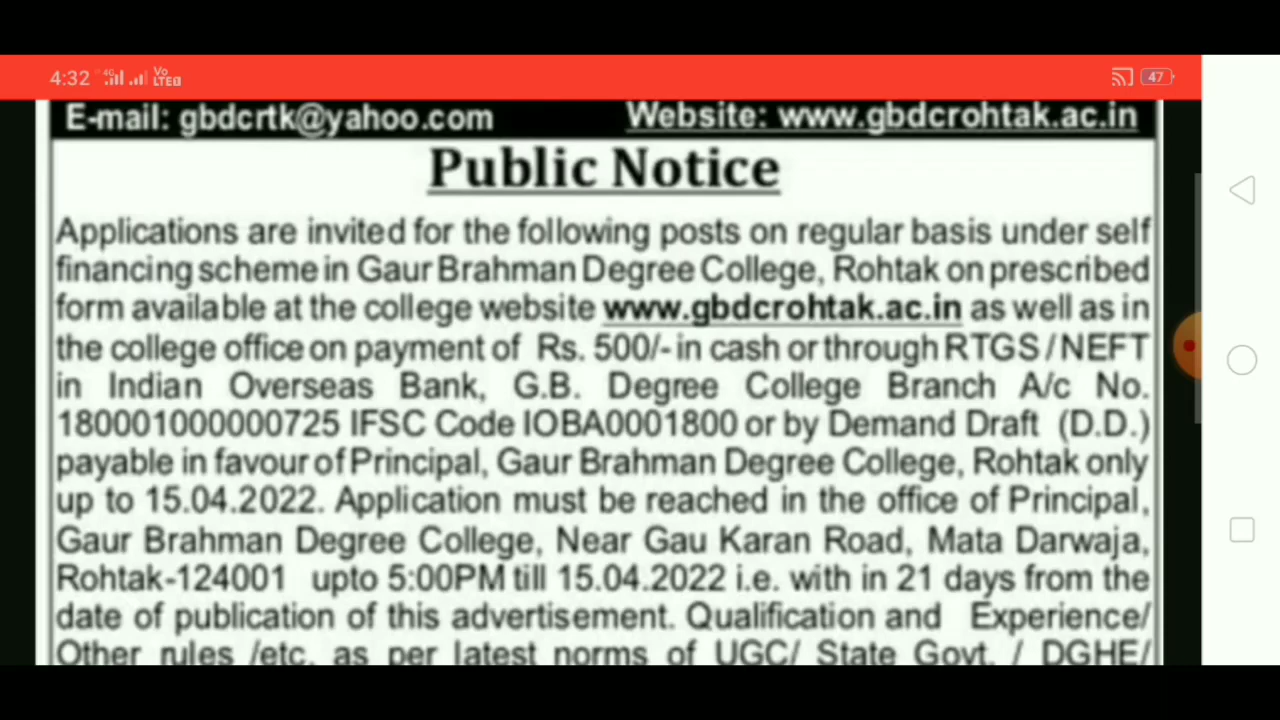 4:32 4G Vo LTE1 47
E-mail: gbdcrtk@yahoo.com Website: www.gbdcrohtak.ac.in
Public Notice
Applications are invited for the following posts on regular basis under self
financing scheme in Gaur Brahman Degree College, Rohtak on prescribed
form available at the college website www.gbdcrohtak.ac.in as well as in
the college office on payment of Rs. 500/- in cash or through RTGS/NEFT
in Indian Overseas Bank, G.B. Degree College Branch A/c No.
180001000000725 IFSC Code IOBA0001800 or by Demand Draft (D.D.)
payable in favour of Principal, Gaur Brahman Degree College, Rohtak only
up to 15.04.2022. Application must be reached in the office of Principal,
Gaur Brahman Degree College, Near Gau Karan Road, Mata Darwaja,
Rohtak-124001 upto 5:00PM till 15.04.2022 i.e. with in 21 days from the
date of publication of this advertisement. Qualification and Experience/
Other rules /etc. as per latest norms of UGC/ State Govt. / DGHE/